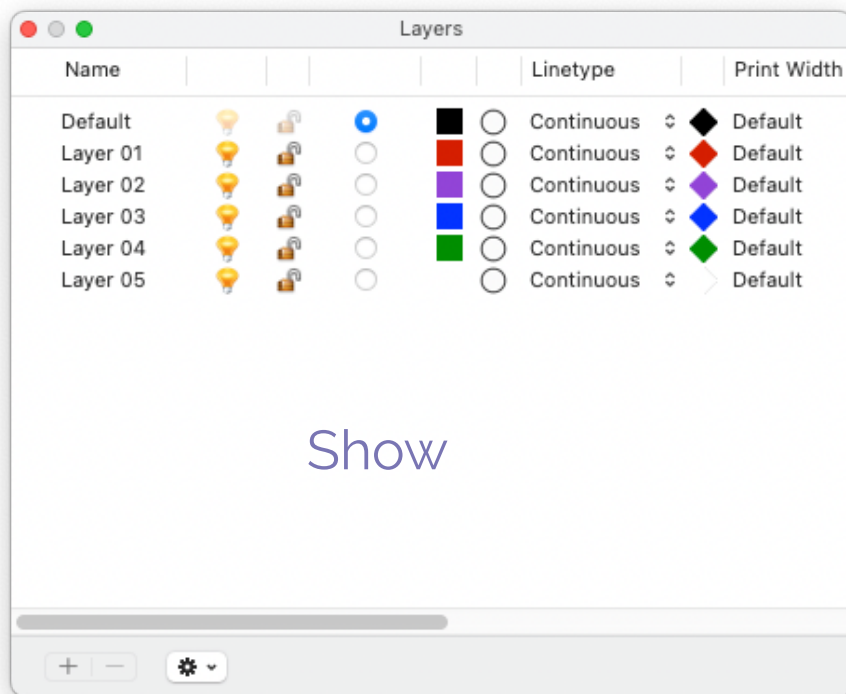 Layers
Name Linetype Print Width
Default Continuous Default
Layer 01 Continuous Default
Layer 02 Continuous Default
Layer 03 Continuous Default
Layer 04 Continuous Default
Layer 05 Continuous Default
Show